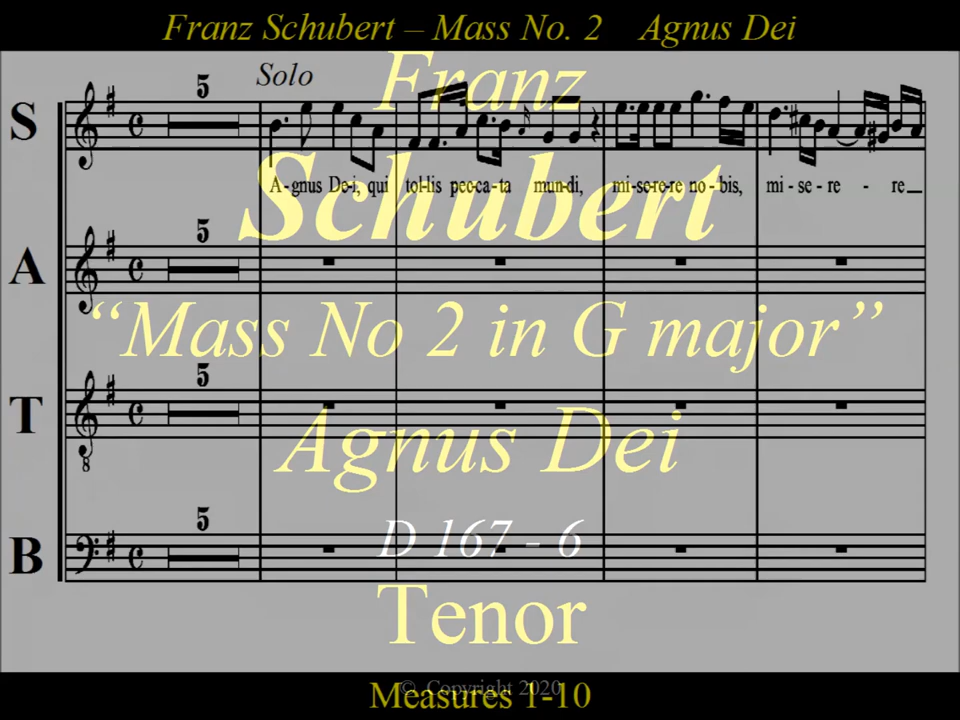 Franz Schubert – Mass No. 2 Agnus Dei
Franz
5 Solo
S
A-gnus De-i, qui tol-lis pec-ca-ta mun-di, mi-se-re-re no-bis, mi - se - re - re
Schubert
5
A
“Mass No 2 in G major”
5
T
8
Agnus Dei
5
D 167 - 6
B
Tenor
© Copyright 2020
Measures 1-10